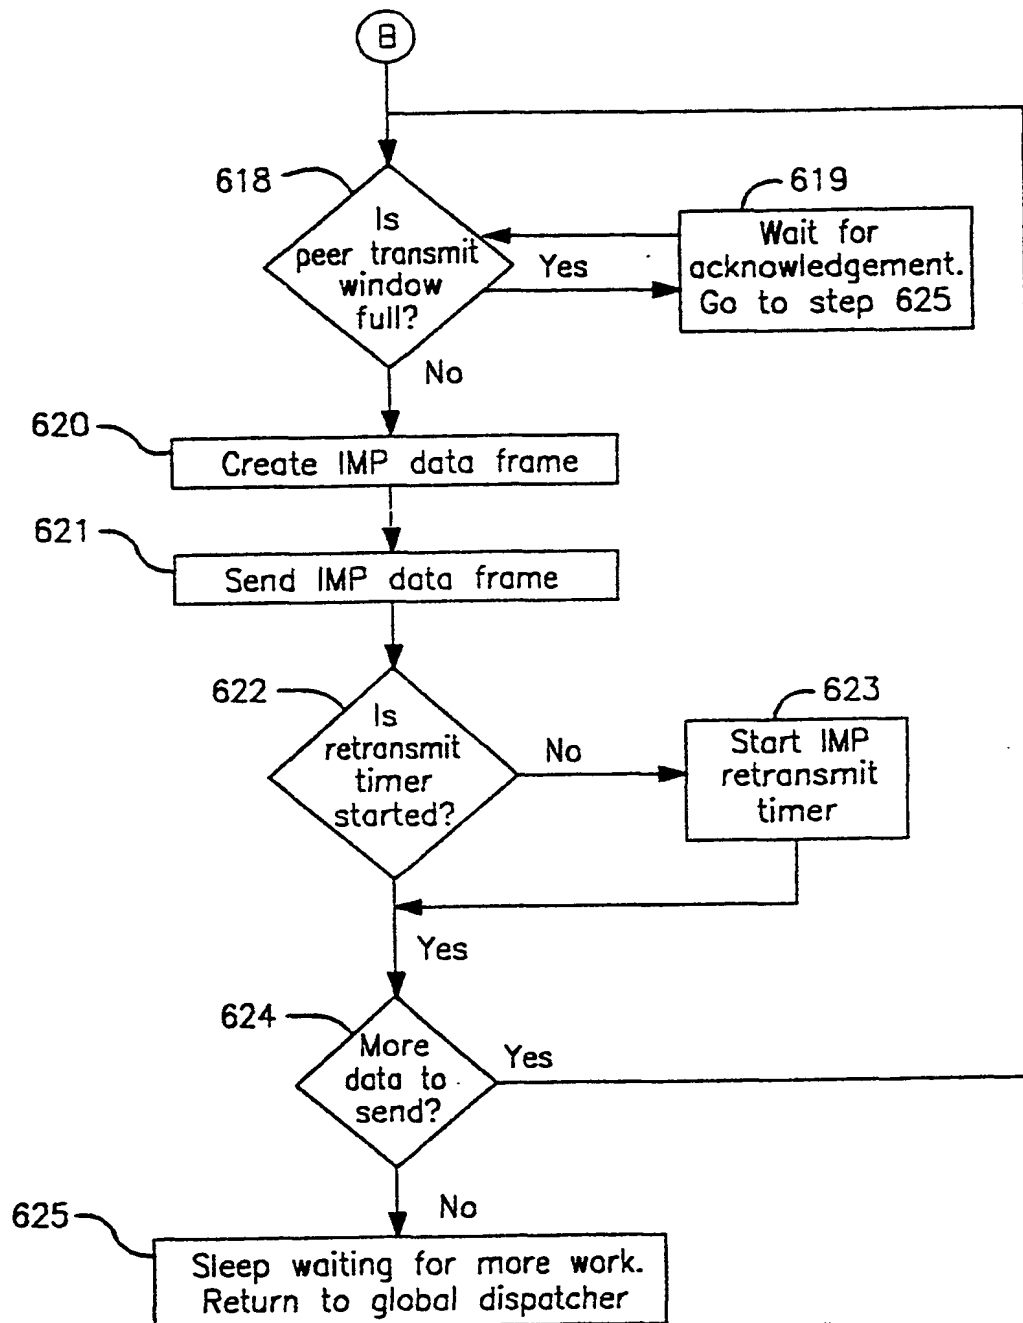 B
618
Is
peer transmit
window
full?
Yes
619
Wait for
acknowledgement.
Go to step 625
No
620
Create IMP data frame
621
Send IMP data frame
622
Is
retransmit
timer
started?
No
623
Start IMP
retransmit
timer
Yes
624
More
data to
send?
Yes
No
625
Sleep waiting for more work.
Return to global dispatcher